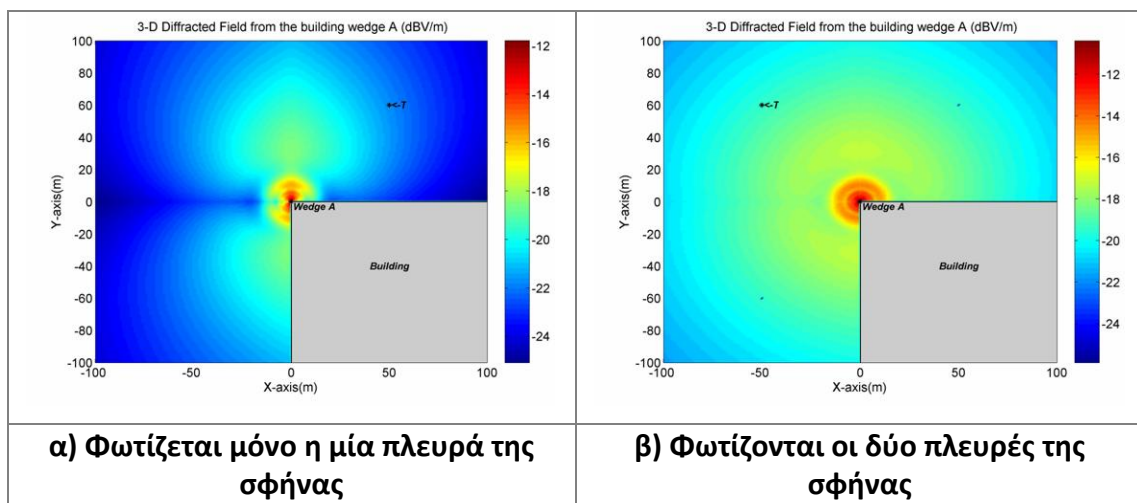 3-D Diffracted Field from the building wedge A (dBV/m)
100
80
60
40
20
0
-20
-40
-60
-80
-100
Y-axis(m)
<-T
Wedge A
Building
-100
-50
0
50
100
X-axis(m)
-12
-14
-16
-18
-20
-22
-24
3-D Diffracted Field from the building wedge A (dBV/m)
100
80
60
40
20
0
-20
-40
-60
-80
-100
Y-axis(m)
<-T
Wedge A
Building
-100
-50
0
50
100
X-axis(m)
-12
-14
-16
-18
-20
-22
-24
α) Φωτίζεται μόνο η μία πλευρά της
σφήνας
β) Φωτίζονται οι δύο πλευρές της
σφήνας